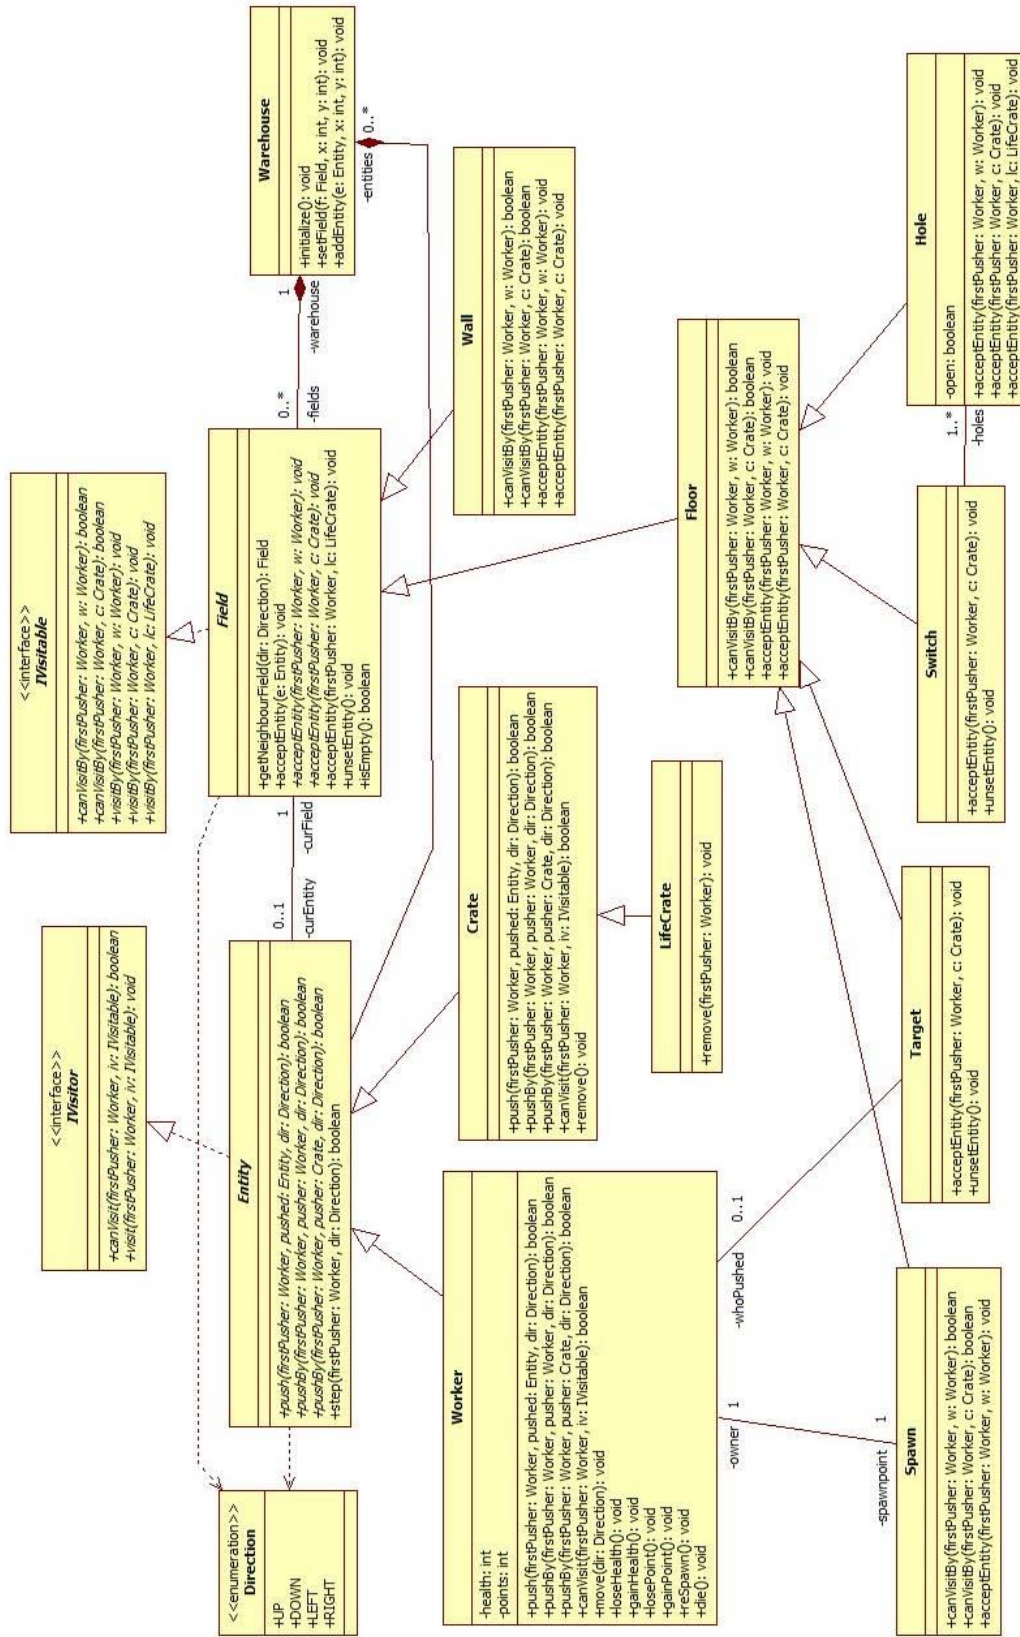 <<enumeration>>
Direction
+UP
+DOWN
+LEFT
+RIGHT
<<interface>>
IVisitor
+canVisit(firstPusher: Worker, iv: IVisitable): boolean
+visit(firstPusher: Worker, iv: IVisitable): void
<<interface>>
IVisitable
+canVisitBy(firstPusher: Worker, w: Worker): boolean
+canVisitBy(firstPusher: Worker, c: Crate): boolean
+visitBy(firstPusher: Worker, w: Worker): void
+visitBy(firstPusher: Worker, c: Crate): void
+visitBy(firstPusher: Worker, lc: LifeCrate): void
Entity
+push(firstPusher: Worker, pushed: Entity, dir: Direction): boolean
+pushBy(firstPusher: Worker, pusher: Worker, dir: Direction): boolean
+pushBy(firstPusher: Worker, pusher: Crate, dir: Direction): boolean
+step(firstPusher: Worker, dir: Direction): boolean
0..1
-curEntity
1
-curField
Field
+getNeighbourField(dir: Direction): Field
+acceptEntity(e: Entity): void
+acceptEntity(firstPusher: Worker, w: Worker): void
+acceptEntity(firstPusher: Worker, c: Crate): void
+acceptEntity(firstPusher: Worker, lc: LifeCrate): void
+unsetEntity(): void
+isEmpty(): boolean
0..*
-fields
1
-warehouse
Warehouse
+initialize(): void
+setField(f: Field, x: int, y: int): void
+addEntity(e: Entity, x: int, y: int): void
-entities
0..*
Worker
-health: int
-points: int
+push(firstPusher: Worker, pushed: Entity, dir: Direction): boolean
+pushBy(firstPusher: Worker, pusher: Worker, dir: Direction): boolean
+pushBy(firstPusher: Worker, pusher: Crate, dir: Direction): boolean
+canVisit(firstPusher: Worker, iv: IVisitable): boolean
+move(dir: Direction): void
+loseHealth(): void
+gainHealth(): void
+losePoint(): void
+gainPoint(): void
+reSpawn(): void
+die(): void
Crate
+push(firstPusher: Worker, pushed: Entity, dir: Direction): boolean
+pushBy(firstPusher: Worker, pusher: Worker, dir: Direction): boolean
+pushBy(firstPusher: Worker, pusher: Crate, dir: Direction): boolean
+canVisit(firstPusher: Worker, iv: IVisitable): boolean
+remove(): void
Wall
+canVisitBy(firstPusher: Worker, w: Worker): boolean
+canVisitBy(firstPusher: Worker, c: Crate): boolean
+acceptEntity(firstPusher: Worker, w: Worker): void
+acceptEntity(firstPusher: Worker, c: Crate): void
LifeCrate
+remove(firstPusher: Worker): void
Floor
+canVisitBy(firstPusher: Worker, w: Worker): boolean
+canVisitBy(firstPusher: Worker, c: Crate): boolean
+acceptEntity(firstPusher: Worker, w: Worker): void
+acceptEntity(firstPusher: Worker, c: Crate): void
-owner
1
-whoPushed
0..1
-spawnpoint
1
Spawn
+canVisitBy(firstPusher: Worker, w: Worker): boolean
+canVisitBy(firstPusher: Worker, c: Crate): boolean
+acceptEntity(firstPusher: Worker, w: Worker): void
Target
+acceptEntity(firstPusher: Worker, c: Crate): void
+unsetEntity(): void
Switch
+acceptEntity(firstPusher: Worker, c: Crate): void
+unsetEntity(): void
1..*
-holes
Hole
-open: boolean
+acceptEntity(firstPusher: Worker, w: Worker): void
+acceptEntity(firstPusher: Worker, c: Crate): void
+acceptEntity(firstPusher: Worker, lc: LifeCrate): void